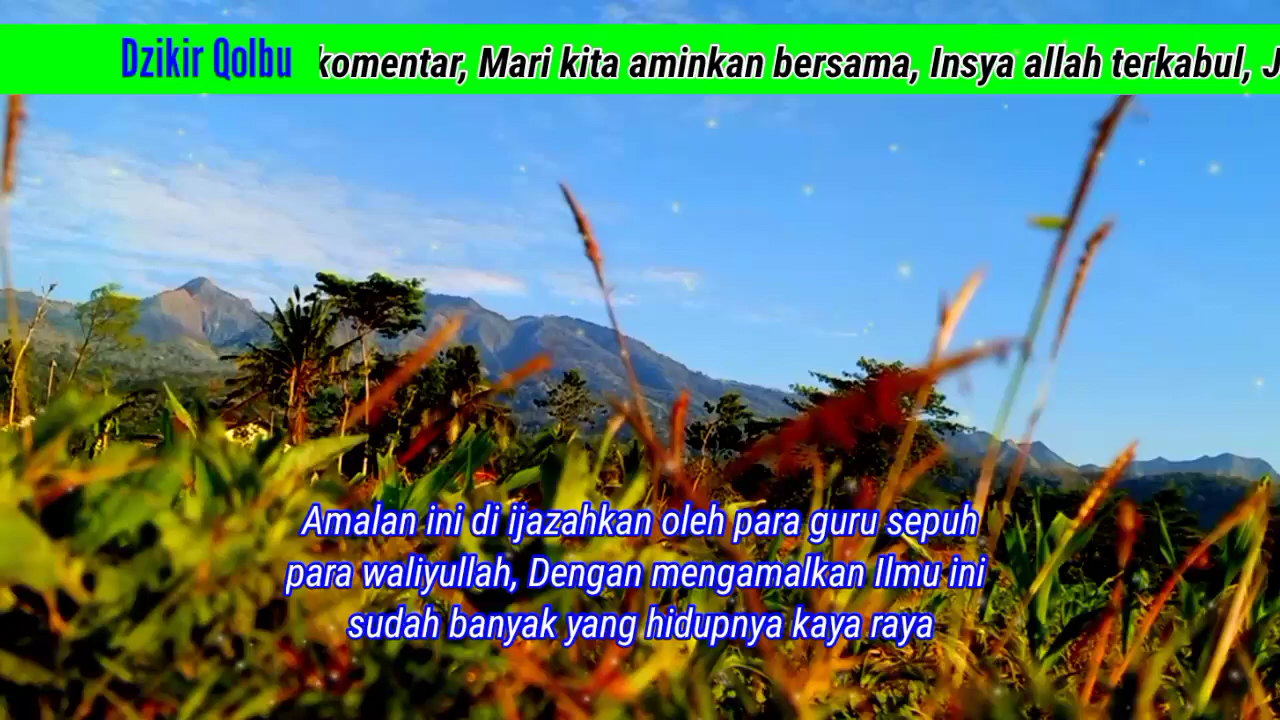 Dzikir Qolbu komentar, Mari kita aminkan bersama, Insya allah terkabul, J
Amalan ini di ijazahkan oleh para guru sepuh
para waliyullah, Dengan mengamalkan Ilmu ini
sudah banyak yang hidupnya kaya raya